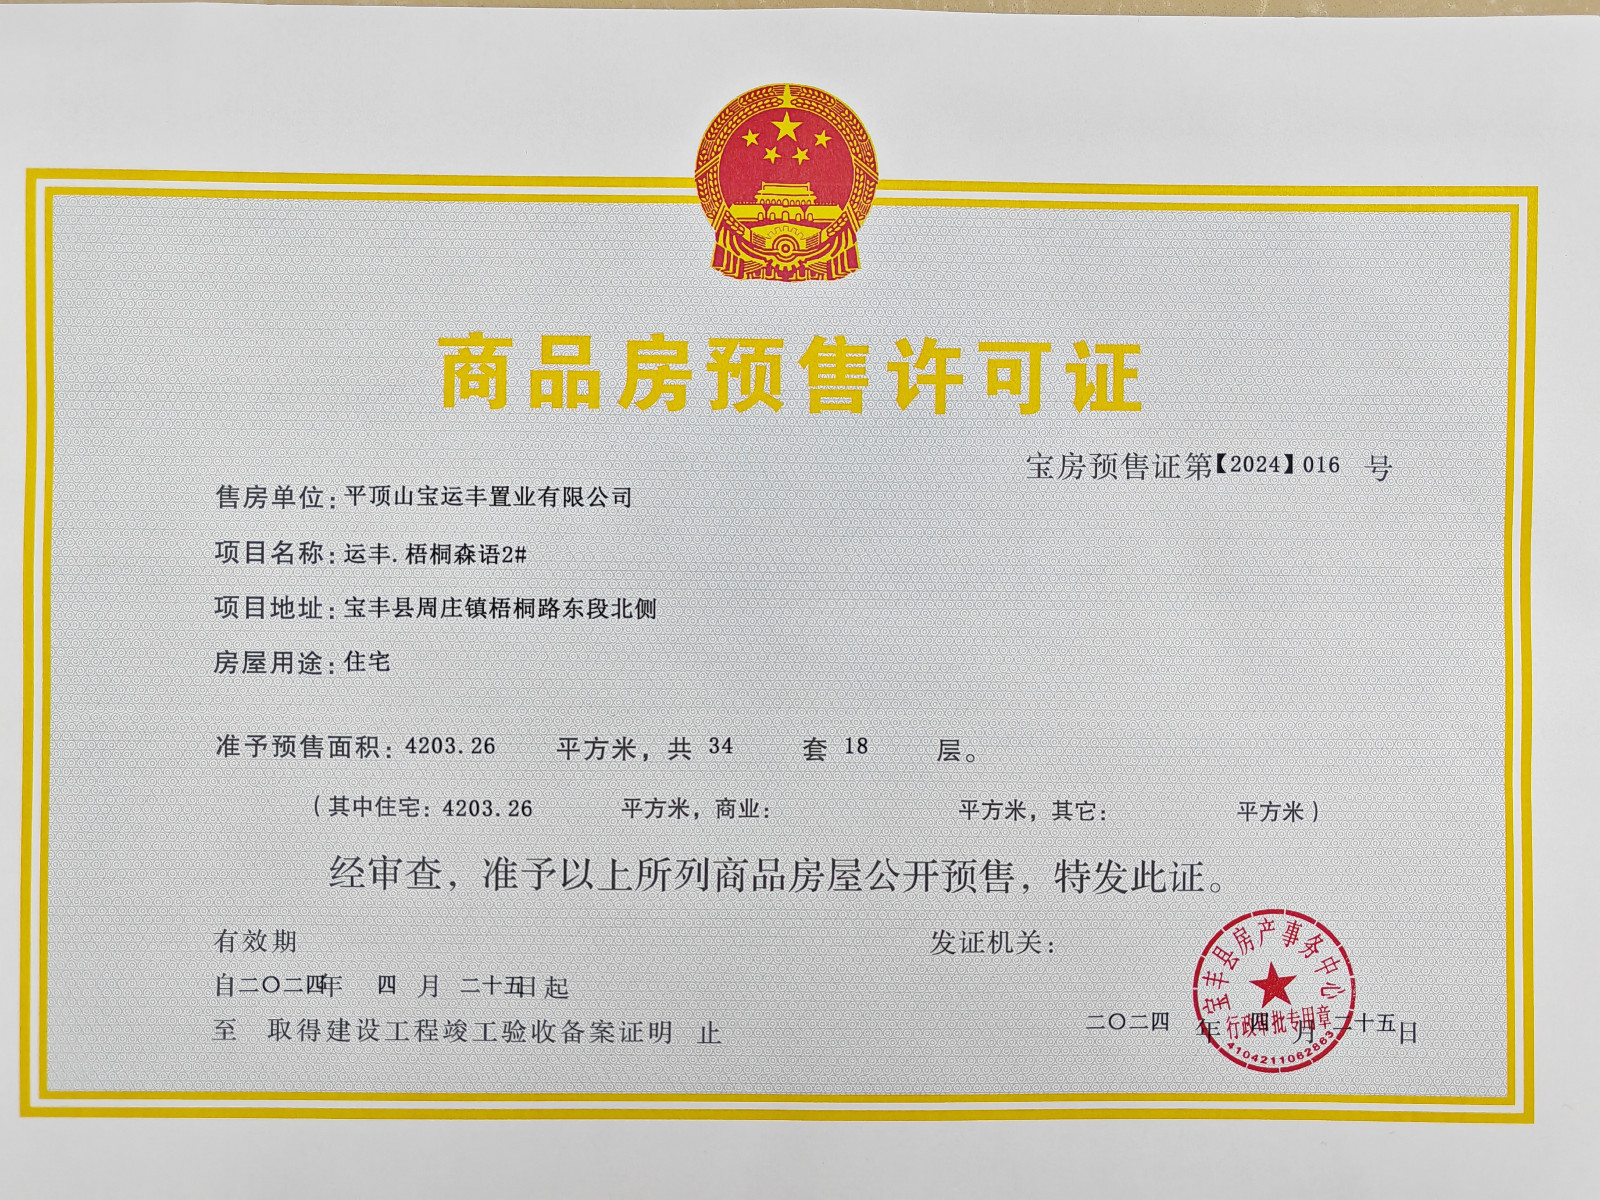 商品房预售许可证
宝房预售证第【2024】016 号
售房单位:平顶山宝运丰置业有限公司
项目名称:运丰.梧桐森语2#
项目地址:宝丰县周庄镇梧桐路东段北侧
房屋用途:住宅
准予预售面积:4203.26 平方米，共 34 套 18 层。
（其中住宅:4203.26 平方米，商业: 平方米，其它: 平方米）
经审查，准予以上所列商品房屋公开预售，特发此证。
有效期
发证机关:
自二〇二四年 四 月 二十五日起
至 取得建设工程竣工验收备案证明 止
二〇二四 年 四 月 二十五日
宝丰县房产事务中心
行政审批专用章
4104211062863